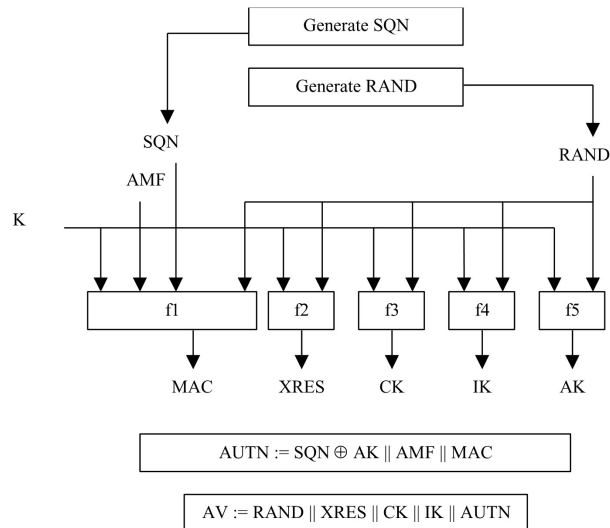 Generate SQN
Generate RAND
SQN
RAND
AMF
K
f1 f2 f3 f4 f5
MAC XRES CK IK AK
AUTN := SQN ⊕ AK || AMF || MAC
AV := RAND || XRES || CK || IK || AUTN